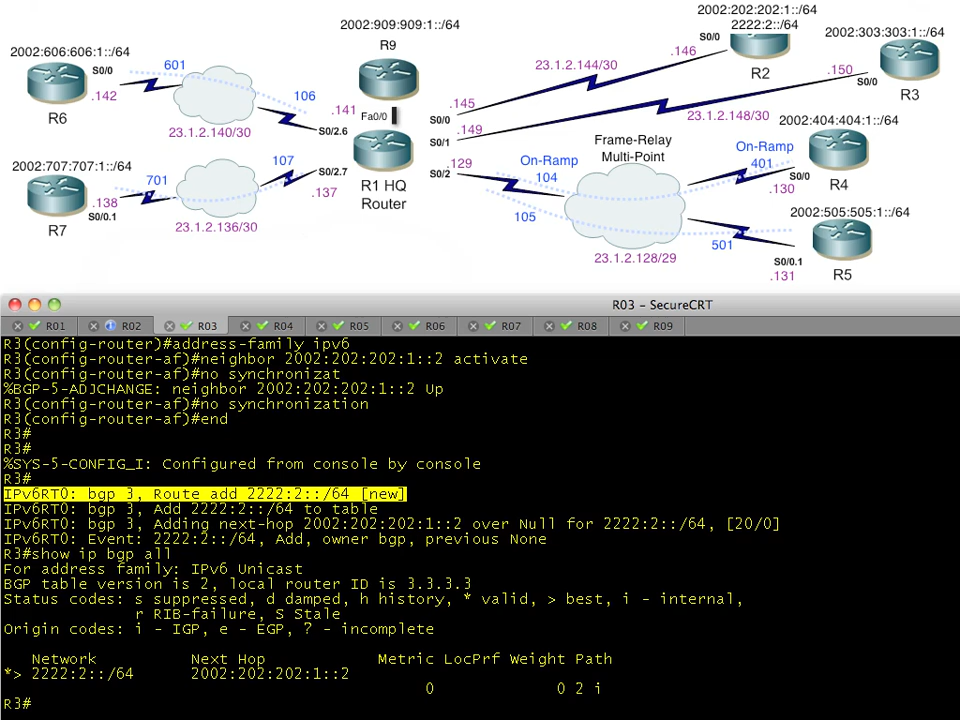 2002:202:202:1::/64
2222:2::/64
2002:909:909:1::/64
2002:303:303:1::/64
R9
S0/0
2002:606:606:1::/64
.146
S0/0
601
23.1.2.144/30
.150
R2
S0/0
.142
106
.141
Fa0/0
.145
R3
R6
23.1.2.148/30
S0/0
2002:404:404:1::/64
23.1.2.140/30
S0/2.6
.149
S0/1
Frame-Relay
Multi-Point
On-Ramp
401
2002:707:707:1::/64
107
.129
On-Ramp
104
S0/2.7
S0/2
S0/0
R4
701
.137
R1 HQ
Router
.130
.138
S0/0.1
105
2002:505:505:1::/64
R7
23.1.2.136/30
501
23.1.2.128/29
S0/0.1
R5
.131
R03 – SecureCRT
R01 R02 R03 R04 R05 R06 R07 R08 R09
R3(config-router)#address-family ipv6
R3(config-router-af)#neighbor 2002:202:202:1::2 activate
R3(config-router-af)#no synchronizat
%BGP-5-ADJCHANGE: neighbor 2002:202:202:1::2 Up
R3(config-router-af)#no synchronization
R3(config-router-af)#end
R3#
R3#
%SYS-5-CONFIG_I: Configured from console by console
R3#
IPv6RT0: bgp 3, Route add 2222:2::/64 [new]
IPv6RT0: bgp 3, Add 2222:2::/64 to table
IPv6RT0: bgp 3, Adding next-hop 2002:202:202:1::2 over Null for 2222:2::/64, [20/0]
IPv6RT0: Event: 2222:2::/64, Add, owner bgp, previous None
R3#show ip bgp all
For address family: IPv6 Unicast
BGP table version is 2, local router ID is 3.3.3.3
Status codes: s suppressed, d damped, h history, * valid, > best, i - internal,
r RIB-failure, S Stale
Origin codes: i - IGP, e - EGP, ? - incomplete
Network Next Hop Metric LocPrf Weight Path
*> 2222:2::/64 2002:202:202:1::2
0 0 2 i
R3#